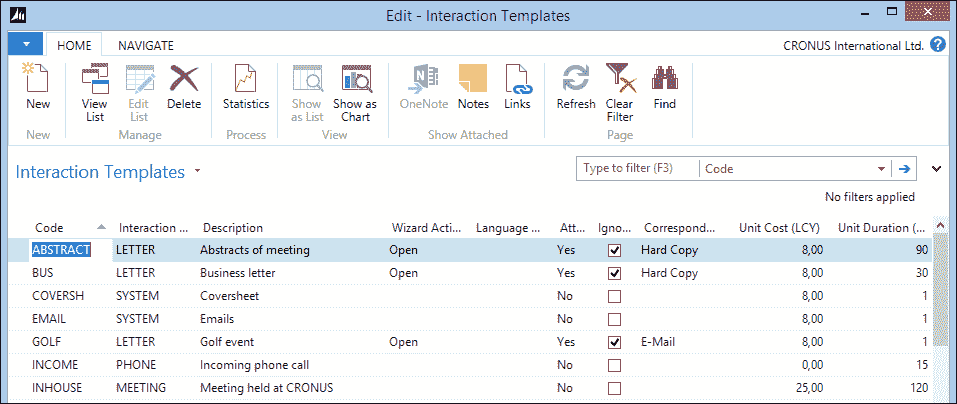 Edit - Interaction Templates
HOME NAVIGATE CRONUS International Ltd. ?
New View List Edit List Delete Statistics Show as List Show as Chart OneNote Notes Links Refresh Clear Filter Find
New Manage Process View Show Attached Page
Interaction Templates Type to filter (F3) Code
No filters applied
Code Interaction ... Description Wizard Acti... Language ... Att... Igno... Correspond... Unit Cost (LCY) Unit Duration (...
ABSTRACT LETTER Abstracts of meeting Open Yes Hard Copy 8,00 90
BUS LETTER Business letter Open Yes Hard Copy 8,00 30
COVERSH SYSTEM Coversheet No 8,00 1
EMAIL SYSTEM Emails No 8,00 1
GOLF LETTER Golf event Open Yes E-Mail 8,00 1
INCOME PHONE Incoming phone call No 0,00 15
INHOUSE MEETING Meeting held at CRONUS No 25,00 120